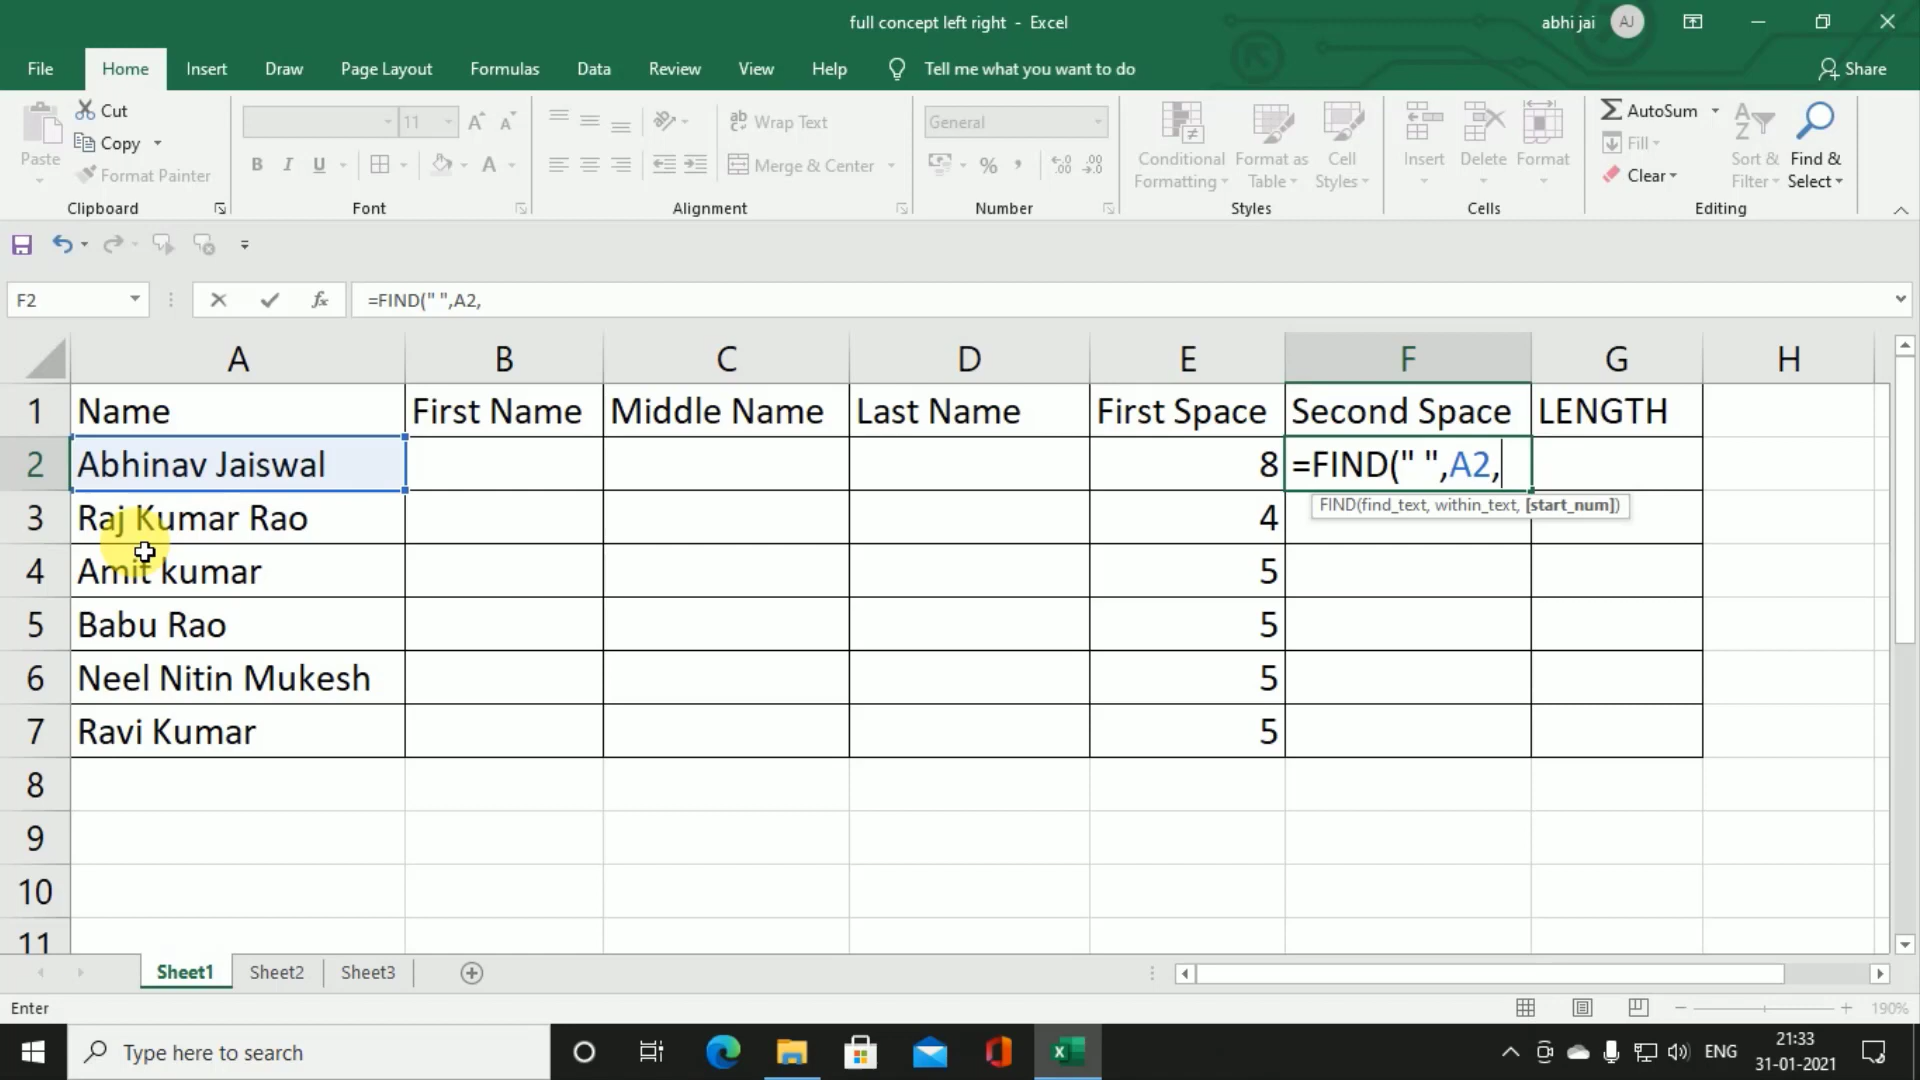 full concept left right - Excel
abhi jai
AJ
File Home Insert Draw Page Layout Formulas Data Review View Help Tell me what you want to do Share
Paste
Cut
Copy
Format Painter
Clipboard
11
B I U
Font
Wrap Text
Merge & Center
Alignment
General
Number
Conditional Formatting
Format as Table
Cell Styles
Styles
Insert
Delete
Format
Cells
AutoSum
Fill
Clear
Sort & Filter
Find & Select
Editing
F2
fx
=FIND(" ",A2,
A B C D E F G H
1 Name First Name Middle Name Last Name First Space Second Space LENGTH
2 Abhinav Jaiswal 8 =FIND(" ",A2,
FIND(find_text, within_text, [start_num])
3 Raj Kumar Rao 4
4 Amit kumar 5
5 Babu Rao 5
6 Neel Nitin Mukesh 5
7 Ravi Kumar 5
8
9
10
11
Sheet1 Sheet2 Sheet3
Enter
190%
Type here to search
ENG
21:33
31-01-2021